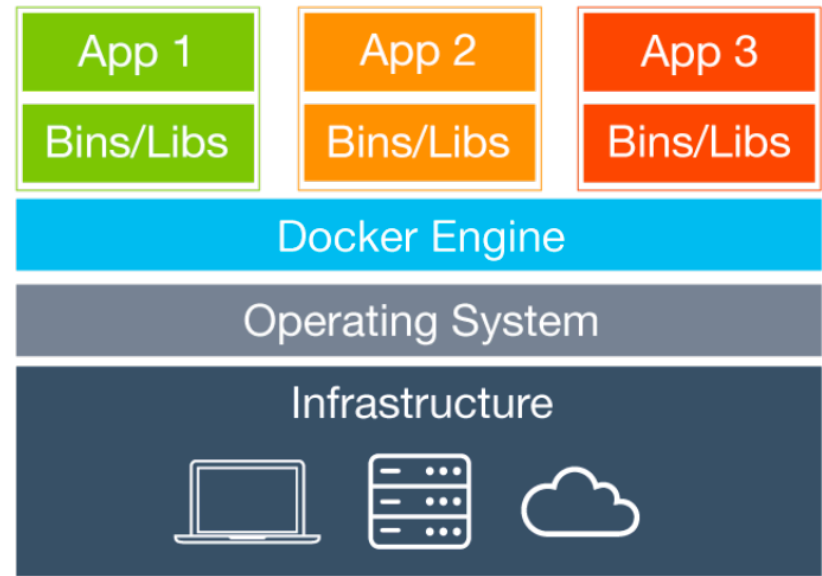 App 1
App 2
App 3
Bins/Libs
Bins/Libs
Bins/Libs
Docker Engine
Operating System
Infrastructure